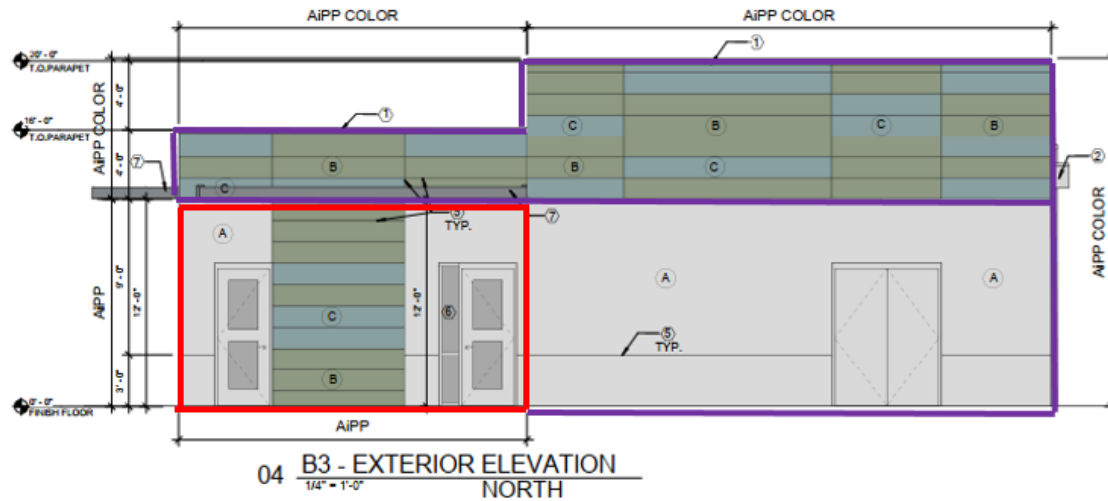 AiPP COLOR
AiPP COLOR
20' - 0"
T.O.PARAPET
1
4' - 0"
AiPP COLOR
16' - 0"
T.O.PARAPET
1
C
B
C
B
7
4' - 0"
B
B
C
2
C
5
TYP.
7
A
A
A
AiPP COLOR
9' - 0"
12' - 0"
AiPP
12' - 0"
6
C
5
TYP.
3' - 0"
B
0' - 0"
FINISH FLOOR
AiPP
04 B3 - EXTERIOR ELEVATION
1/4" = 1'-0" NORTH